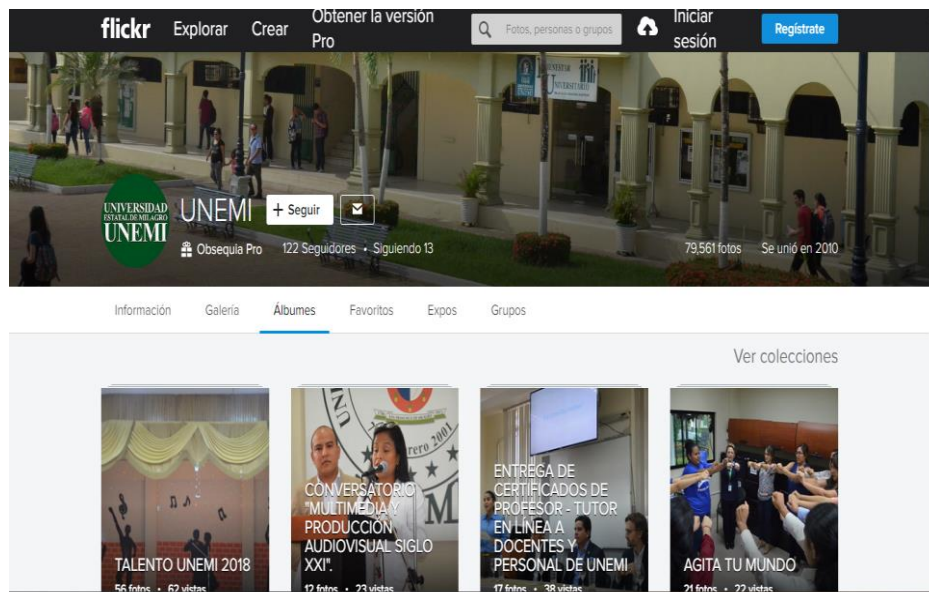 flickr Explorar Crear Obtener la versión Pro Fotos, personas o grupos Iniciar sesión Regístrate
BIENESTAR
UNIVERSITARIO
UNIVERSIDAD
ESTATAL DE MILAGRO
UNEMI
UNEMI + Seguir
Obsequia Pro 122 Seguidores • Siguiendo 13 79,561 fotos Se unió en 2010
Información Galería Álbumes Favoritos Expos Grupos
Ver colecciones
TALENTO UNEMI 2018
56 fotos • 62 vistas
CONVERSATORIO
"MULTIMEDIA Y
PRODUCCIÓN
AUDIOVISUAL SIGLO
XXI".
12 fotos • 23 vistas
ENTREGA DE
CERTIFICADOS DE
PROFESOR - TUTOR
EN LÍNEA A
DOCENTES Y
PERSONAL DE UNEMI
17 fotos • 38 vistas
AGITA TU MUNDO
21 fotos • 22 vistas